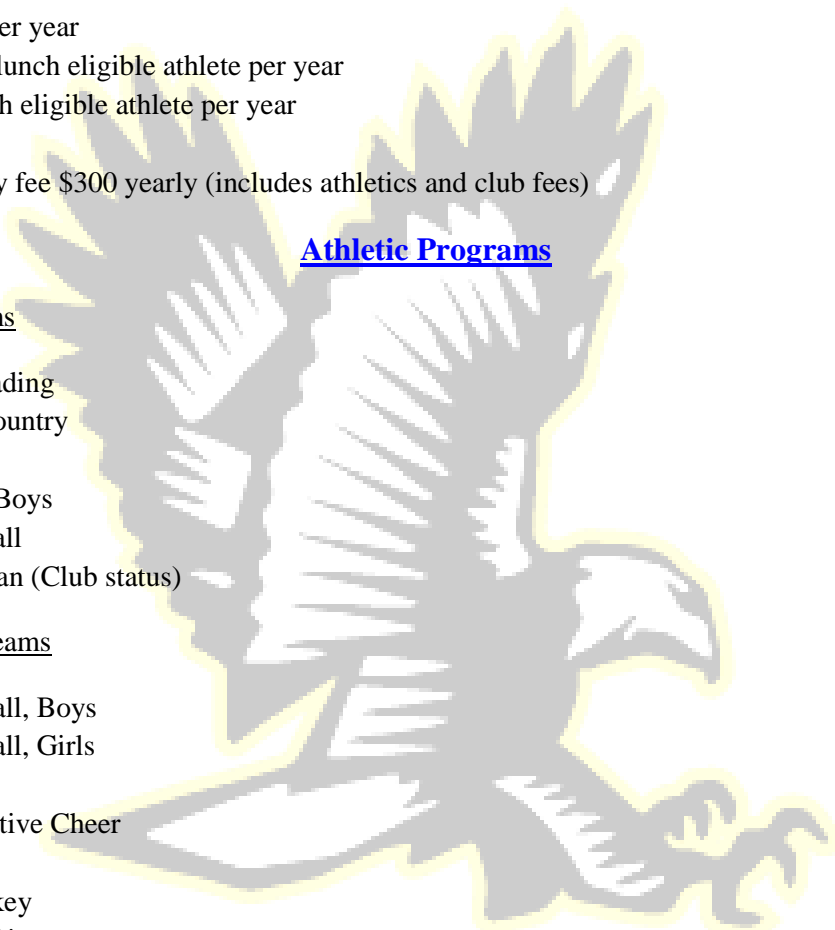 er year
lunch eligible athlete per year
h eligible athlete per year
y fee $300 yearly (includes athletics and club fees)
Athletic Programs
ns
ading
ountry
Boys
all
an (Club status)
eams
all, Boys
all, Girls
tive Cheer
key